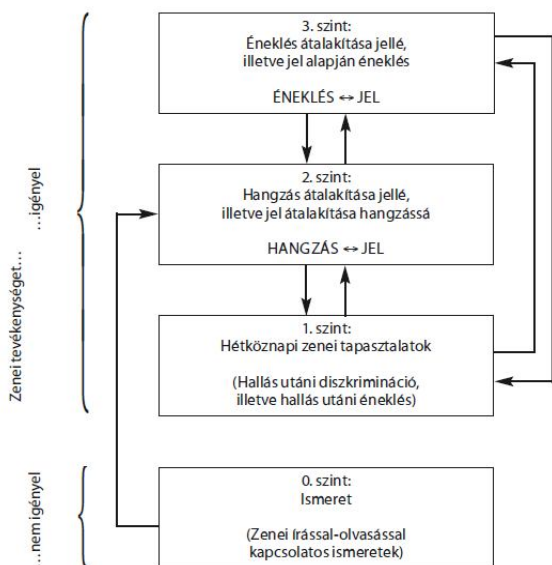 3. szint:
Éneklés átalakítása jellé,
illetve jel alapján éneklés
ÉNEKLÉS ↔ JEL
2. szint:
Hangzás átalakítása jellé,
illetve jel átalakítása hangzássá
HANGZÁS ↔ JEL
1. szint:
Hétköznapi zenei tapasztalatok
(Hallás utáni diszkrimináció,
illetve hallás utáni éneklés)
0. szint:
Ismeret
(Zenei írással-olvasással
kapcsolatos ismeretek)
Zenei tevékenységet...
...igényel
...nem igényel